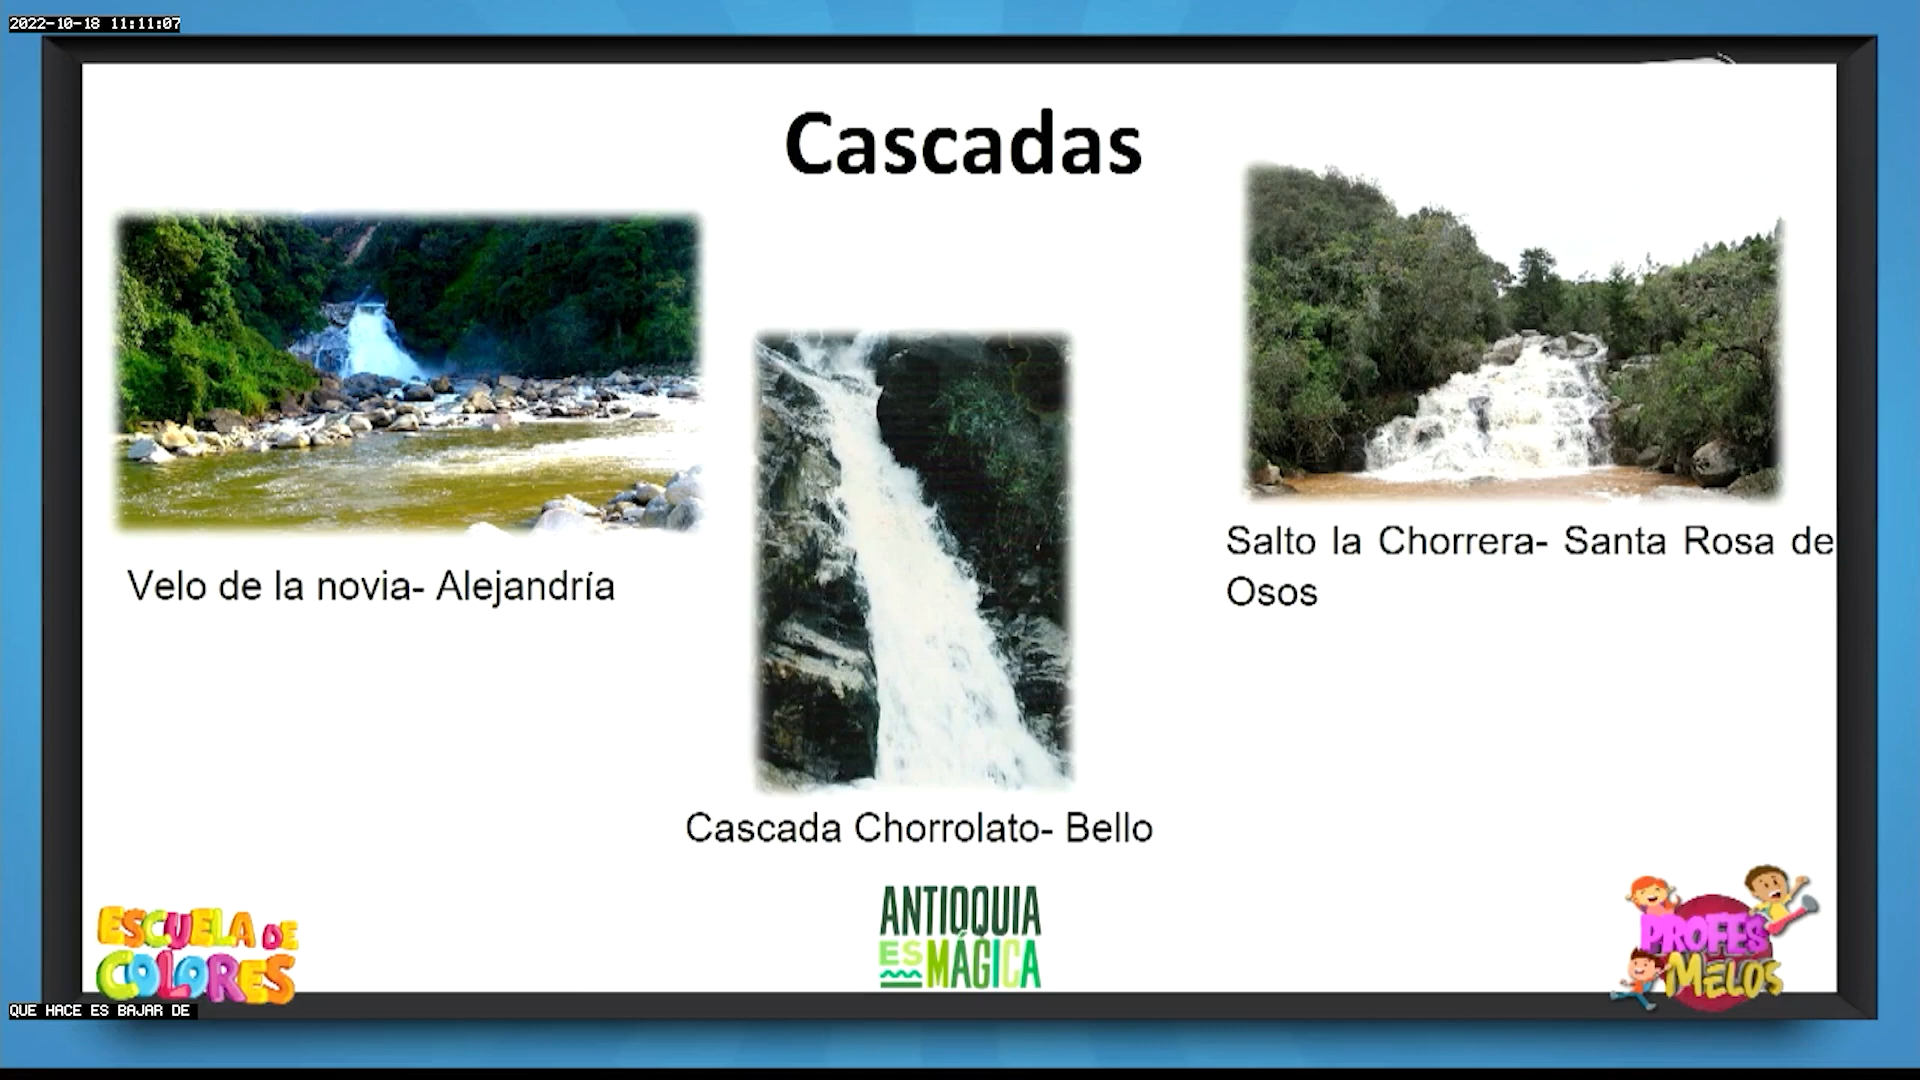 2022-10-18 11:11:07
Cascadas
Velo de la novia- Alejandría
Salto la Chorrera- Santa Rosa de
Osos
Cascada Chorrolato- Bello
ESCUELA DE
COLORES
ANTIOQUIA
ES MÁGICA
PROFES
MELOS
QUE HACE ES BAJAR DE